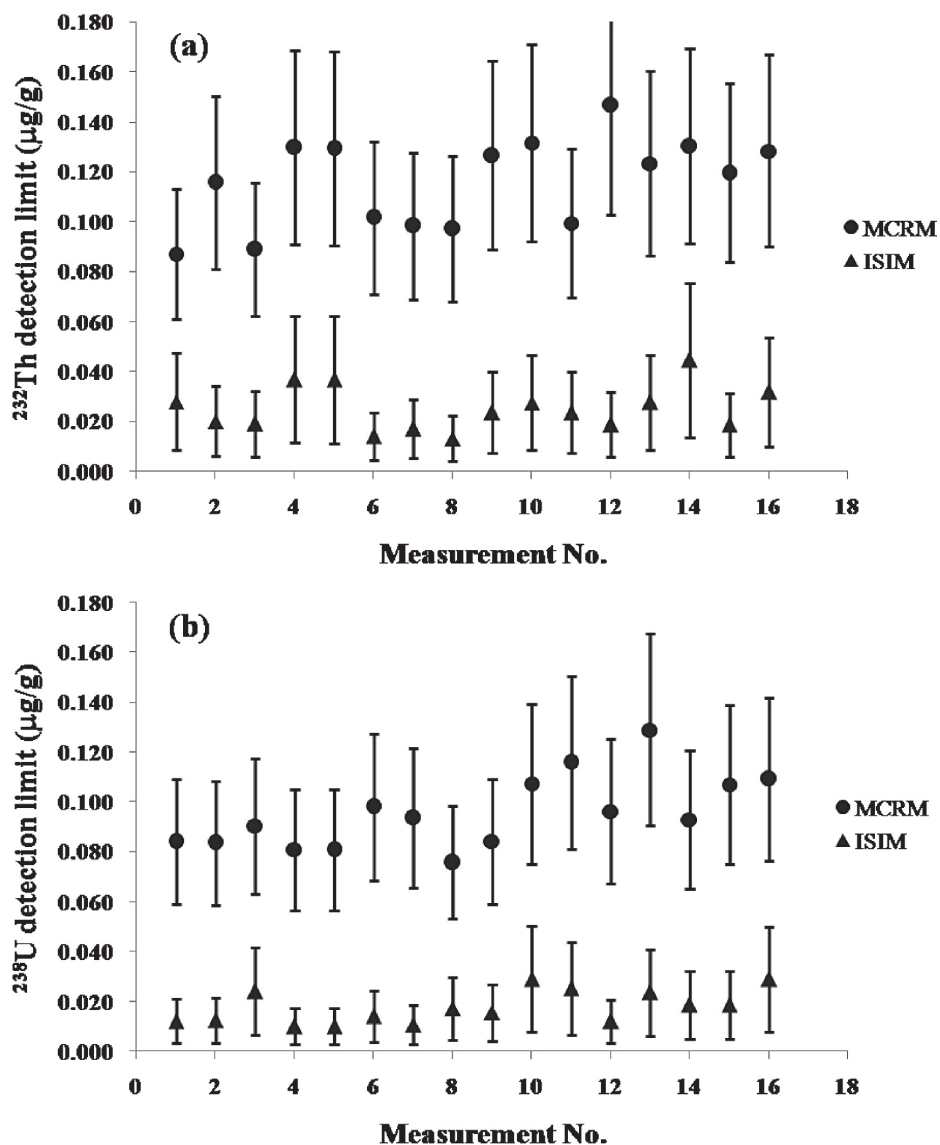 0.180
(a)
0.160
0.140
0.120
0.100
0.080
0.060
0.040
0.020
0.000
²³²Th detection limit (µg/g)
MCRM
ISIM
0 2 4 6 8 10 12 14 16 18
Measurement No.
0.180
(b)
0.160
0.140
0.120
0.100
0.080
0.060
0.040
0.020
0.000
²³⁸U detection limit (µg/g)
MCRM
ISIM
0 2 4 6 8 10 12 14 16 18
Measurement No.